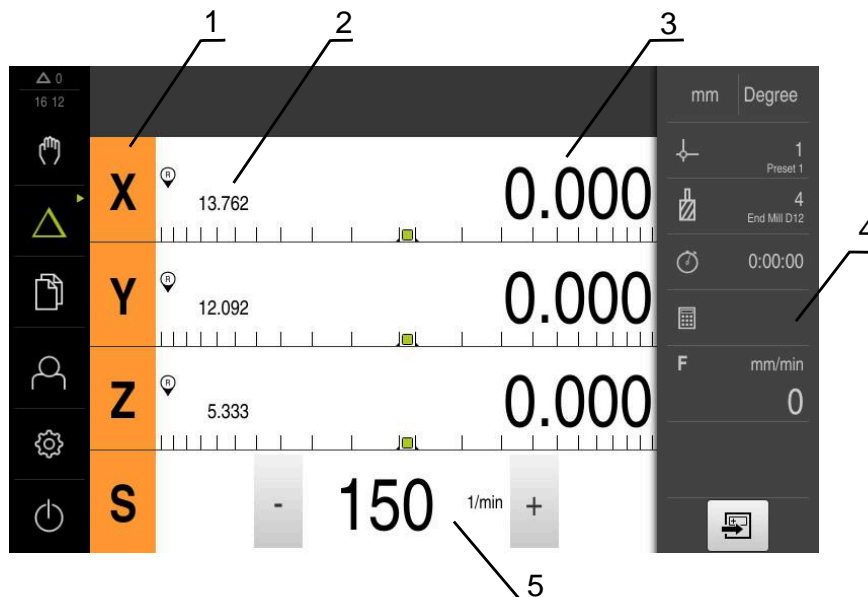 1
2
3
0
16 12
mm
Degree
X
R
13.762
0.000
1
Preset 1
4
End Mill D12
4
Y
R
12.092
0.000
0:00:00
Z
R
5.333
0.000
F
mm/min
0
S
-
150
1/min
+
5